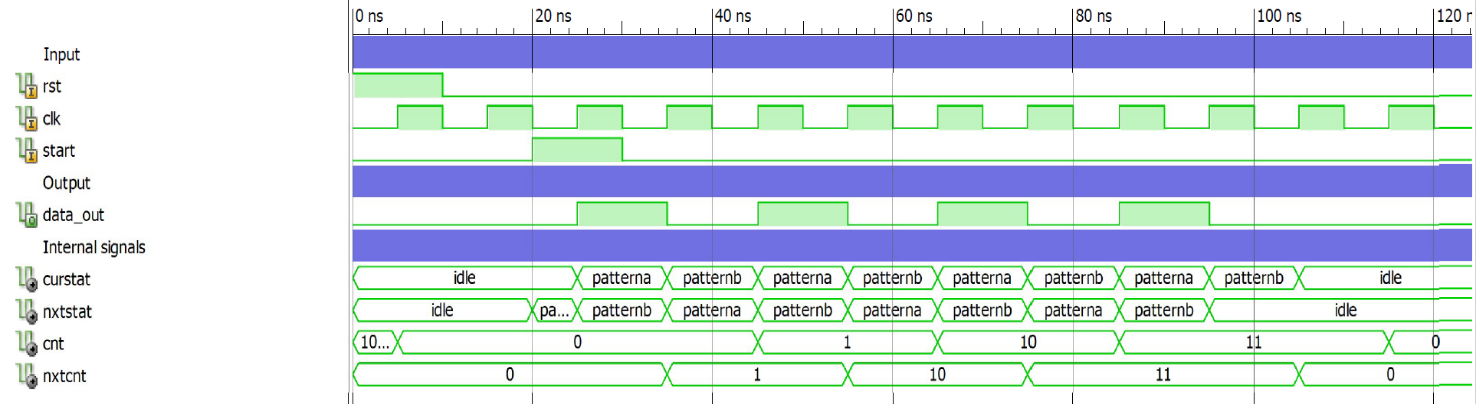 0 ns 20 ns 40 ns 60 ns 80 ns 100 ns 120 n
Input
rst
clk
start
Output
data_out
Internal signals
curstat idle patterna patternb patterna patternb patterna patternb patterna patternb idle
nxtstat idle pa... patternb patterna patternb patterna patternb patterna patternb idle
cnt 10... 0 1 10 11 0
nxtcnt 0 1 10 11 0